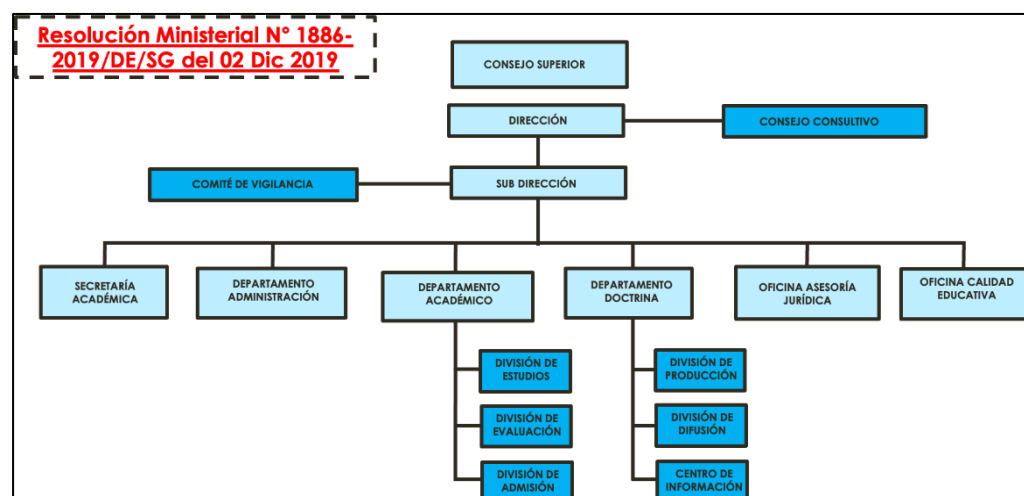 Resolución Ministerial N° 1886-
2019/DE/SG del 02 Dic 2019
CONSEJO SUPERIOR
DIRECCIÓN
CONSEJO CONSULTIVO
COMITÉ DE VIGILANCIA
SUB DIRECCIÓN
SECRETARÍA
ACADÉMICA
DEPARTAMENTO
ADMINISTRACIÓN
DEPARTAMENTO
ACADÉMICO
DEPARTAMENTO
DOCTRINA
OFICINA ASESORÍA
JURÍDICA
OFICINA CALIDAD
EDUCATIVA
DIVISIÓN DE
ESTUDIOS
DIVISIÓN DE
EVALUACIÓN
DIVISIÓN DE
ADMISIÓN
DIVISIÓN DE
PRODUCCIÓN
DIVISIÓN DE
DIFUSIÓN
CENTRO DE
INFORMACIÓN